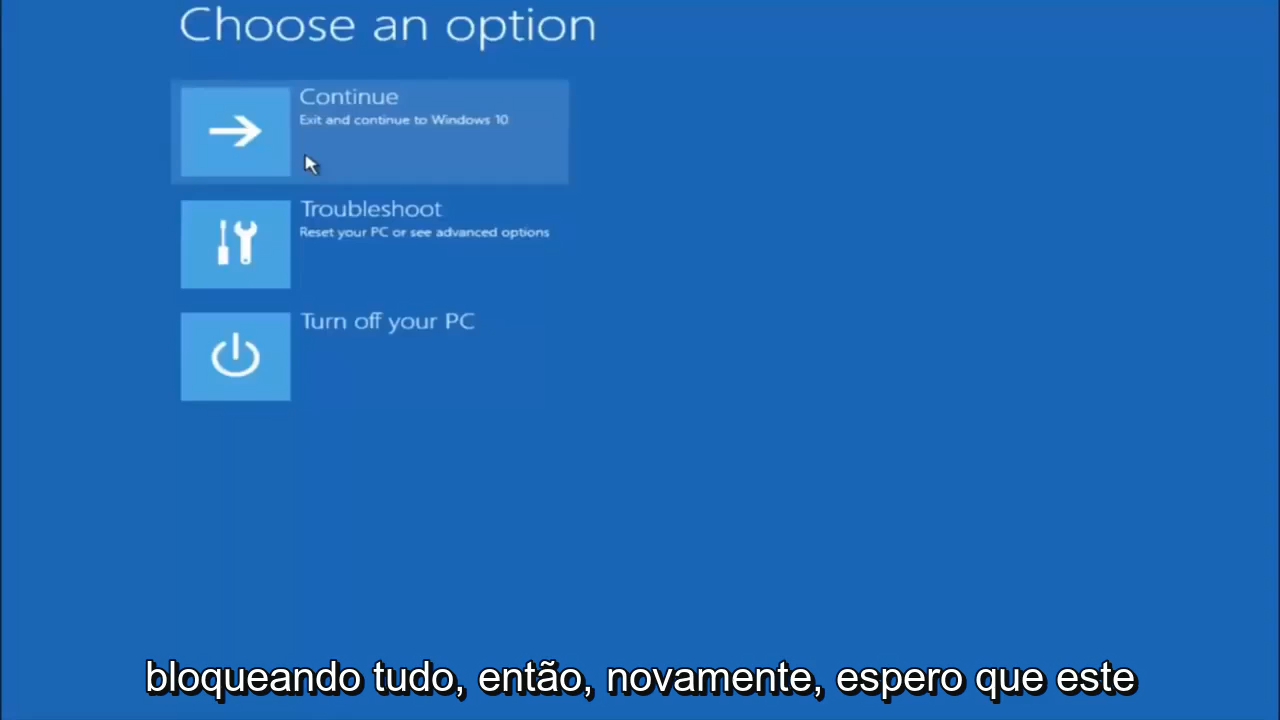 Choose an option
Continue
Exit and continue to Windows 10
Troubleshoot
Reset your PC or see advanced options
Turn off your PC
bloqueando tudo, então, novamente, espero que este